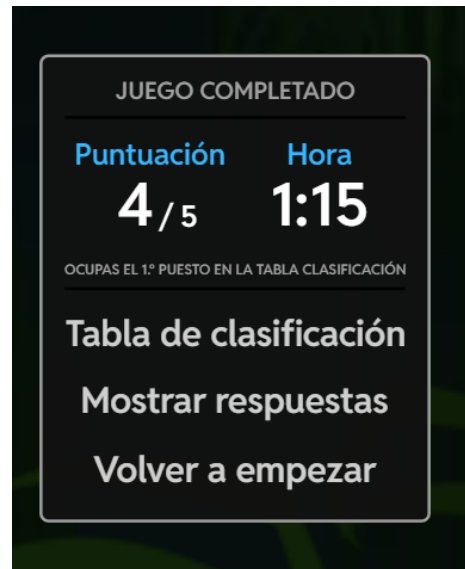 JUEGO COMPLETADO
Puntuación Hora
4 / 5 1:15
OCUPAS EL 1.º PUESTO EN LA TABLA CLASIFICACIÓN
Tabla de clasificación
Mostrar respuestas
Volver a empezar